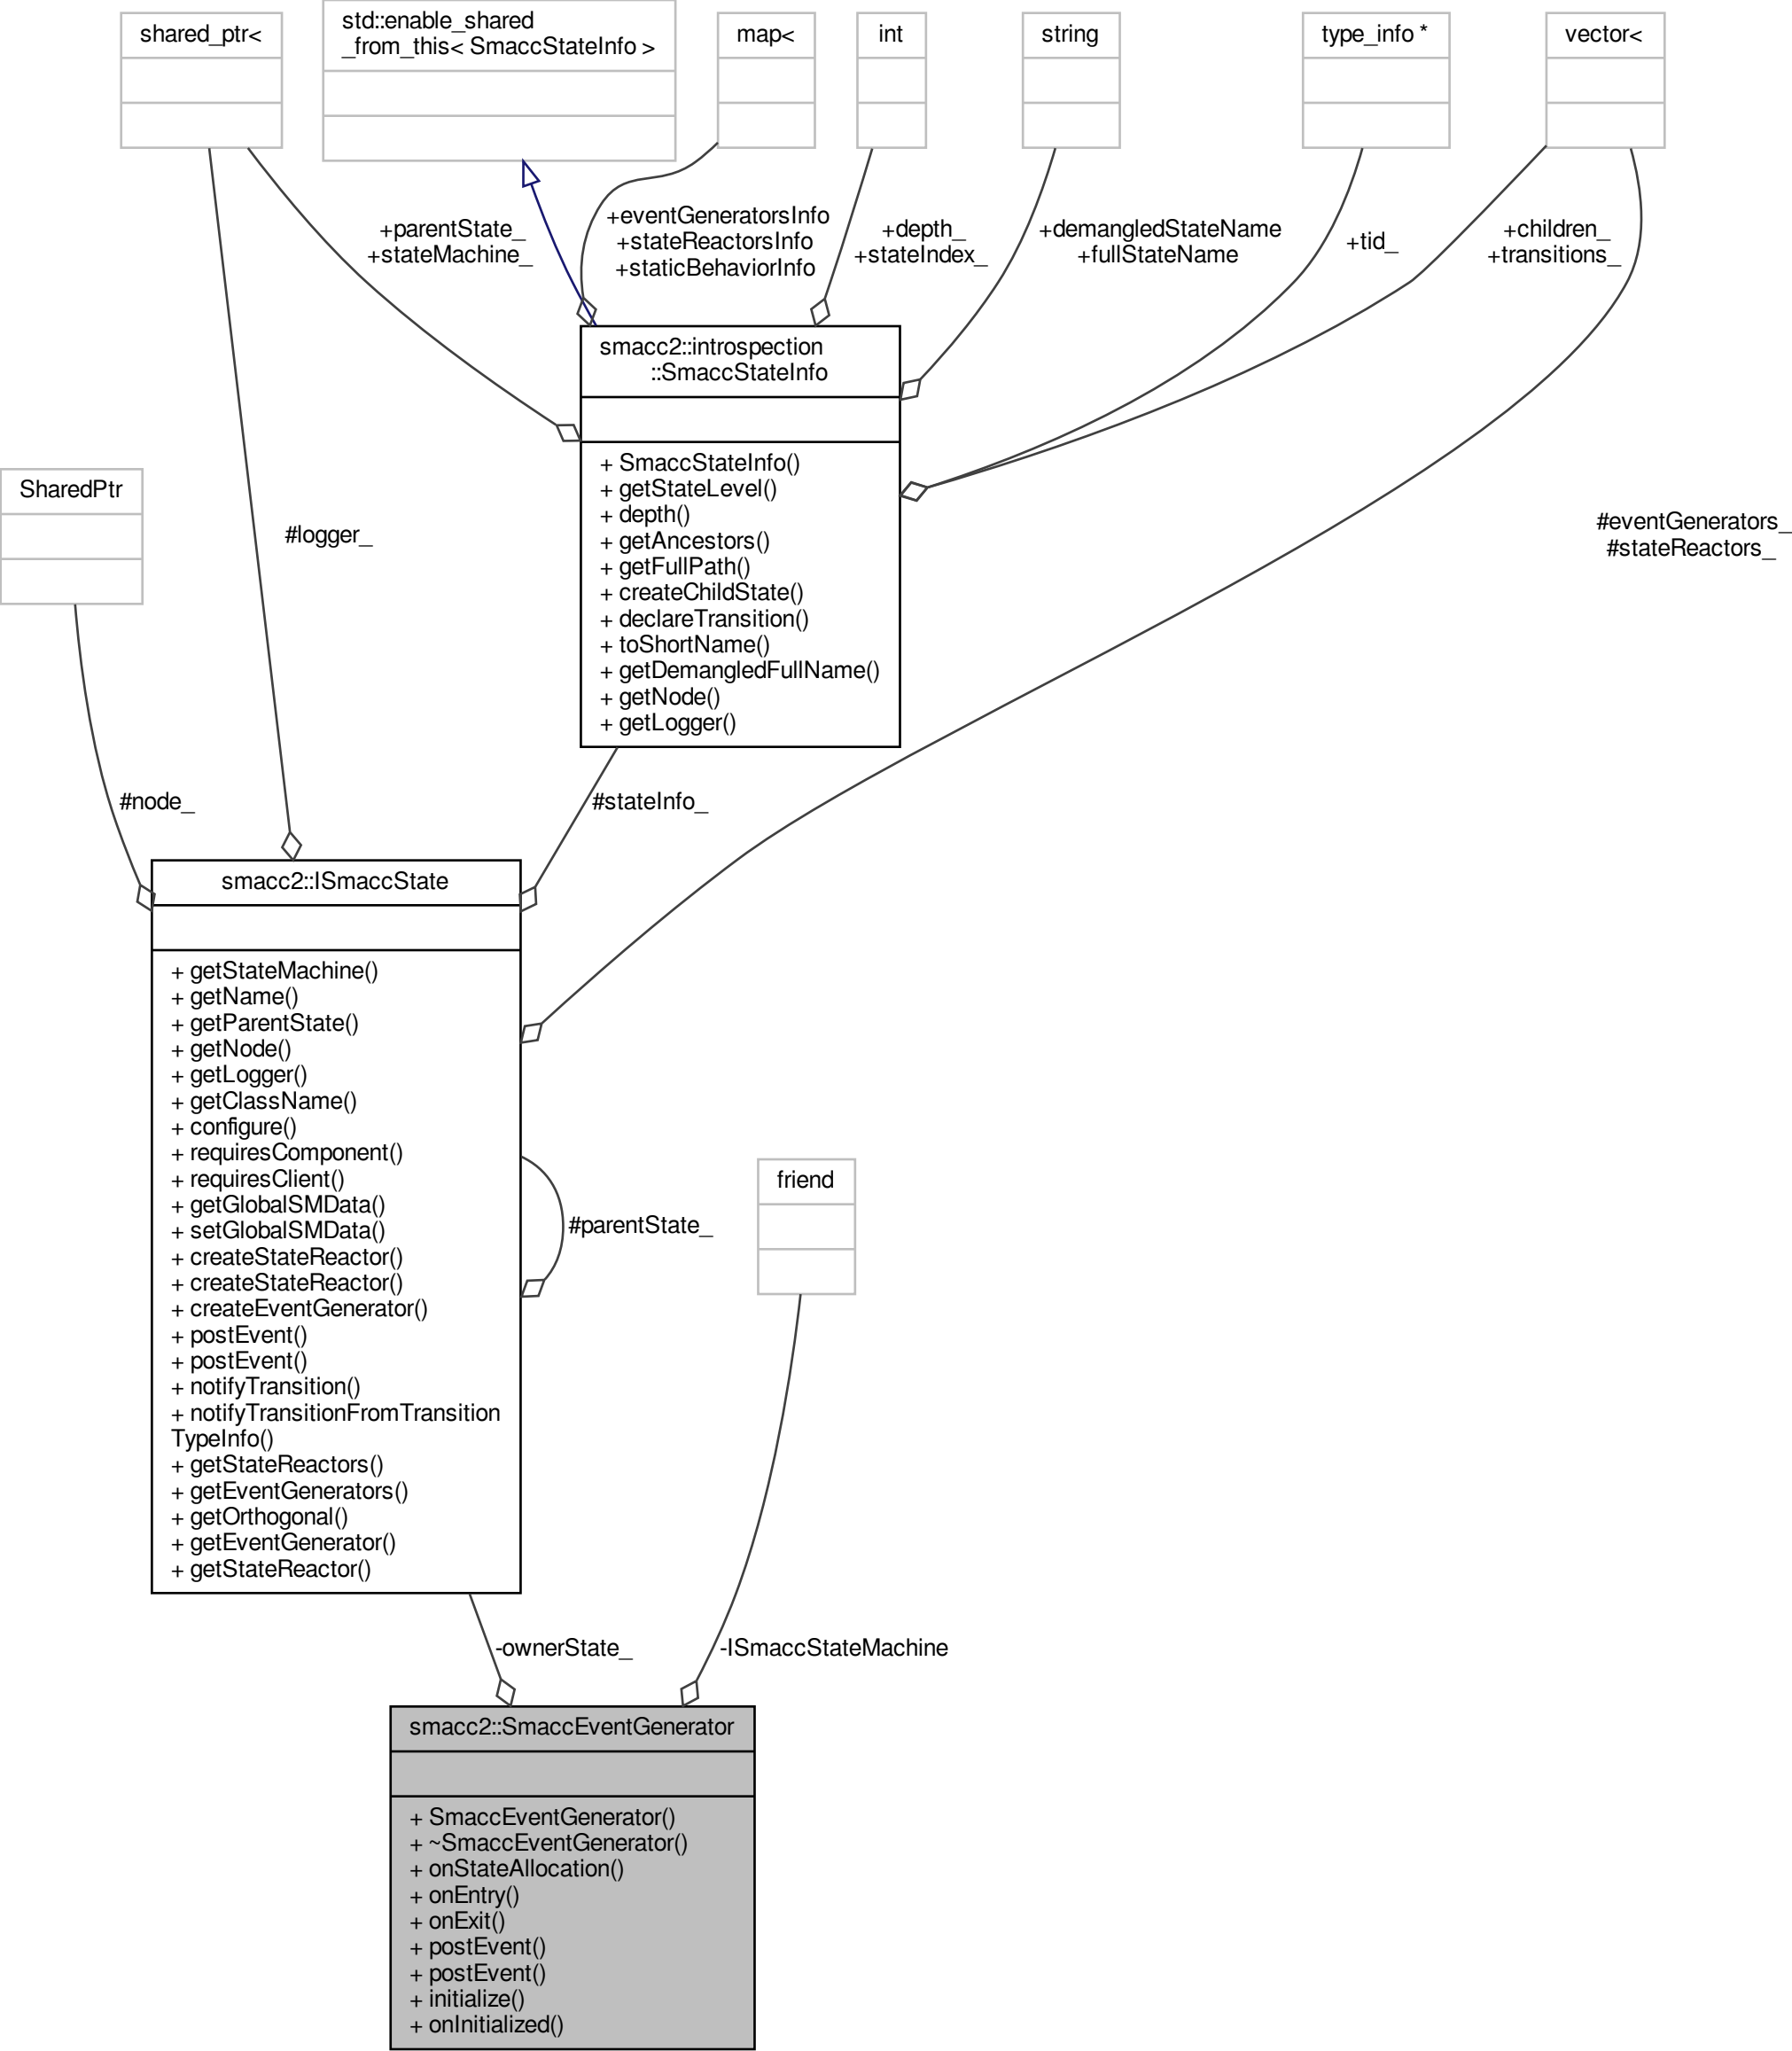 shared_ptr<
std::enable_shared
_from_this< SmaccStateInfo >
map<
int
string
type_info *
vector<
+parentState_
+stateMachine_
+eventGeneratorsInfo
+stateReactorsInfo
+staticBehaviorInfo
+depth_
+stateIndex_
+demangledStateName
+fullStateName
+tid_
+children_
+transitions_
smacc2::introspection
::SmaccStateInfo
+ SmaccStateInfo()
+ getStateLevel()
+ depth()
+ getAncestors()
+ getFullPath()
+ createChildState()
+ declareTransition()
+ toShortName()
+ getDemangledFullName()
+ getNode()
+ getLogger()
SharedPtr
#logger_
#eventGenerators_
#stateReactors_
#node_
#stateInfo_
smacc2::ISmaccState
+ getStateMachine()
+ getName()
+ getParentState()
+ getNode()
+ getLogger()
+ getClassName()
+ configure()
+ requiresComponent()
+ requiresClient()
+ getGlobalSMData()
+ setGlobalSMData()
+ createStateReactor()
+ createStateReactor()
+ createEventGenerator()
+ postEvent()
+ postEvent()
+ notifyTransition()
+ notifyTransitionFromTransition
TypeInfo()
+ getStateReactors()
+ getEventGenerators()
+ getOrthogonal()
+ getEventGenerator()
+ getStateReactor()
#parentState_
friend
-ownerState_
-ISmaccStateMachine
smacc2::SmaccEventGenerator
+ SmaccEventGenerator()
+ ~SmaccEventGenerator()
+ onStateAllocation()
+ onEntry()
+ onExit()
+ postEvent()
+ postEvent()
+ initialize()
+ onInitialized()